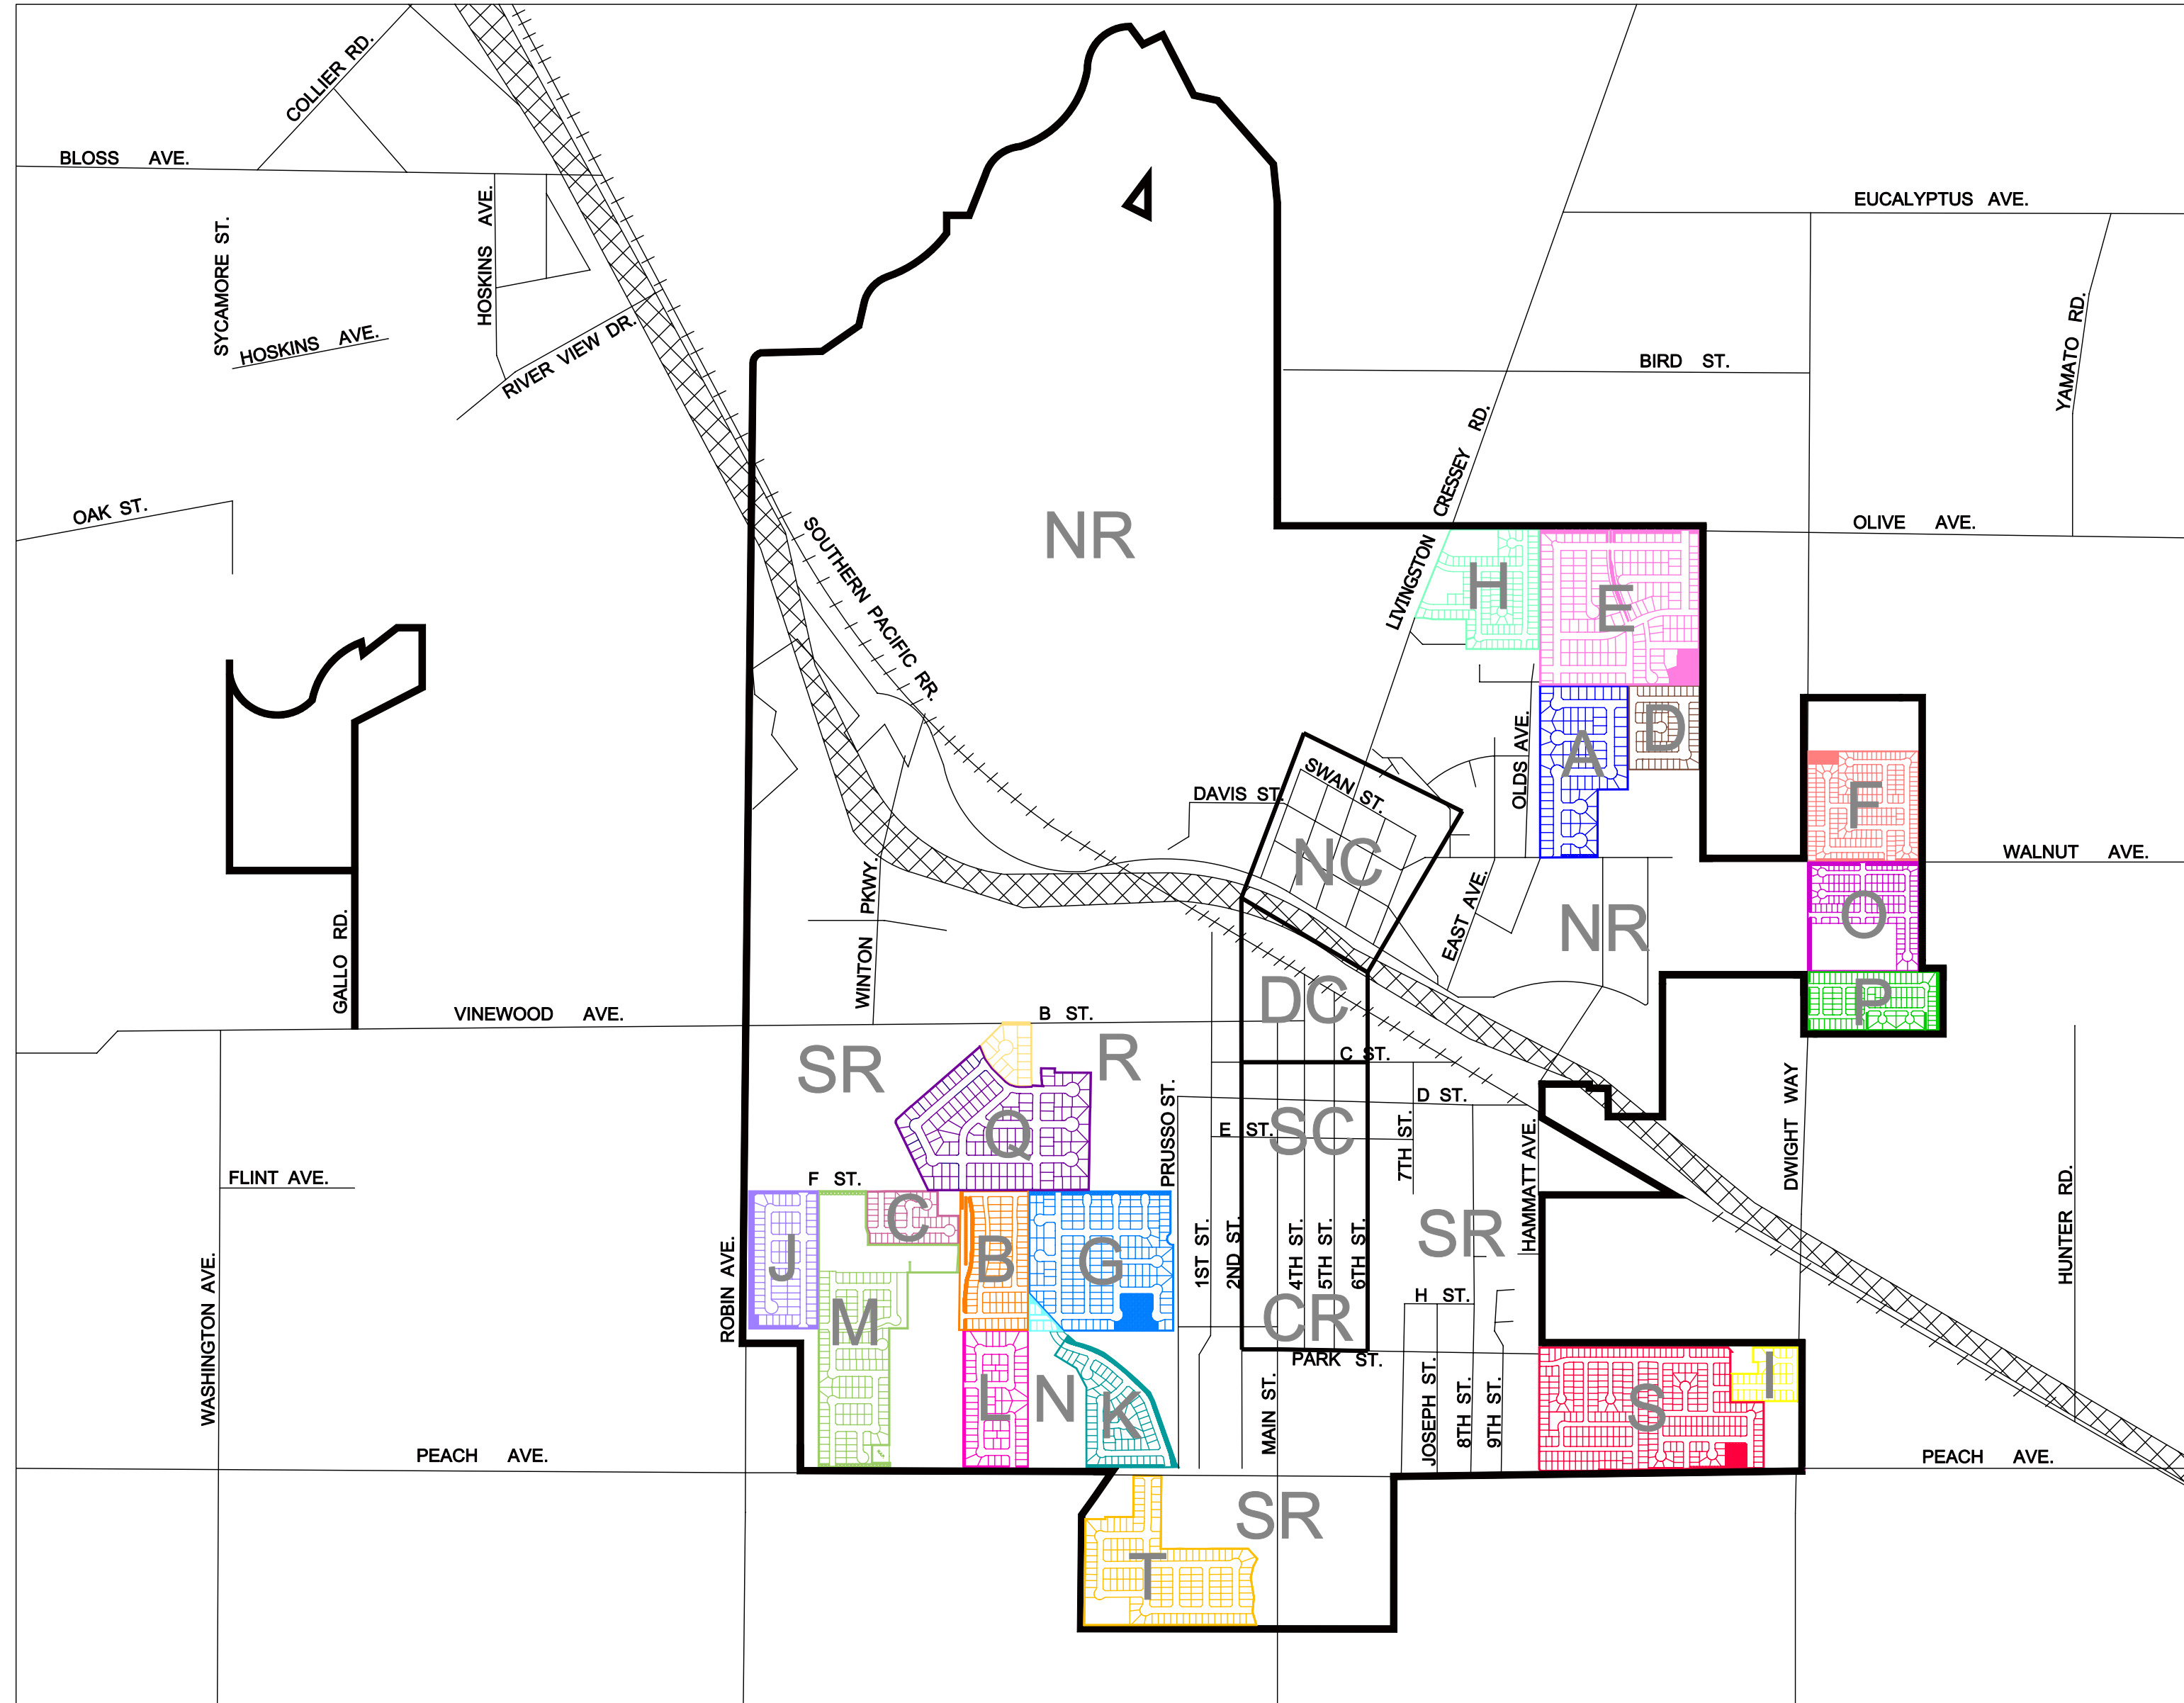 COLLIER RD.
BLOSS AVE.
HOSKINS AVE.
SYCAMORE ST.
EUCALYPTUS AVE.
HOSKINS AVE.
RIVER VIEW DR.
BIRD ST.
YAMATO RD.
CRESSEY RD.
OAK ST.
SOUTHERN PACIFIC RR.
NR
OLIVE AVE.
LIVINGSTON
H
E
OLDS AVE.
A
D
SWAN ST.
DAVIS ST.
F
NC
WALNUT AVE.
WINTON PKWY.
GALLO RD.
EAST AVE.
NR
O
DC
P
VINEWOOD AVE.
B ST.
SR
R
C ST.
PRUSSO ST.
D ST.
DWIGHT WAY
Q
E ST.
SC
7TH ST.
HAMMATT AVE.
FLINT AVE.
F ST.
HUNTER RD.
C
J
B
G
1ST ST.
2ND ST.
4TH ST.
5TH ST.
6TH ST.
SR
ROBIN AVE.
M
H ST.
CR
PARK ST.
WASHINGTON AVE.
L
N
K
MAIN ST.
JOSEPH ST.
8TH ST.
9TH ST.
S
I
PEACH AVE.
PEACH AVE.
SR
T